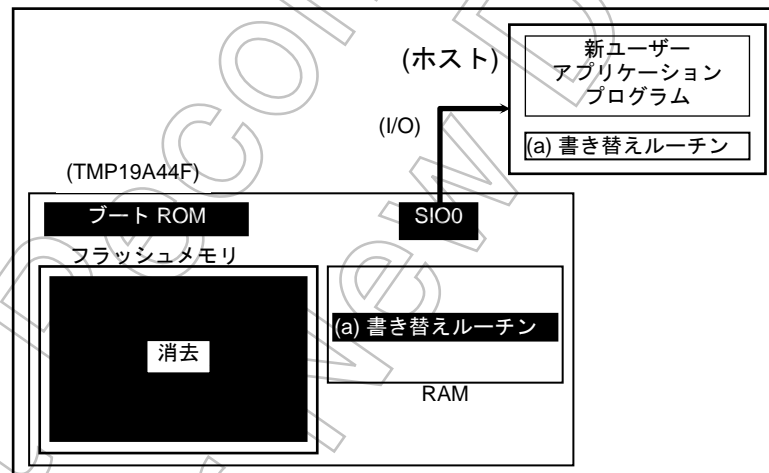 新ユーザー
アプリケーション
プログラム
(ホスト)
(I/O)
(a) 書き替えルーチン
(TMP19A44F)
ブート ROM
SIO0
フラッシュメモリ
(a) 書き替えルーチン
消去
RAM